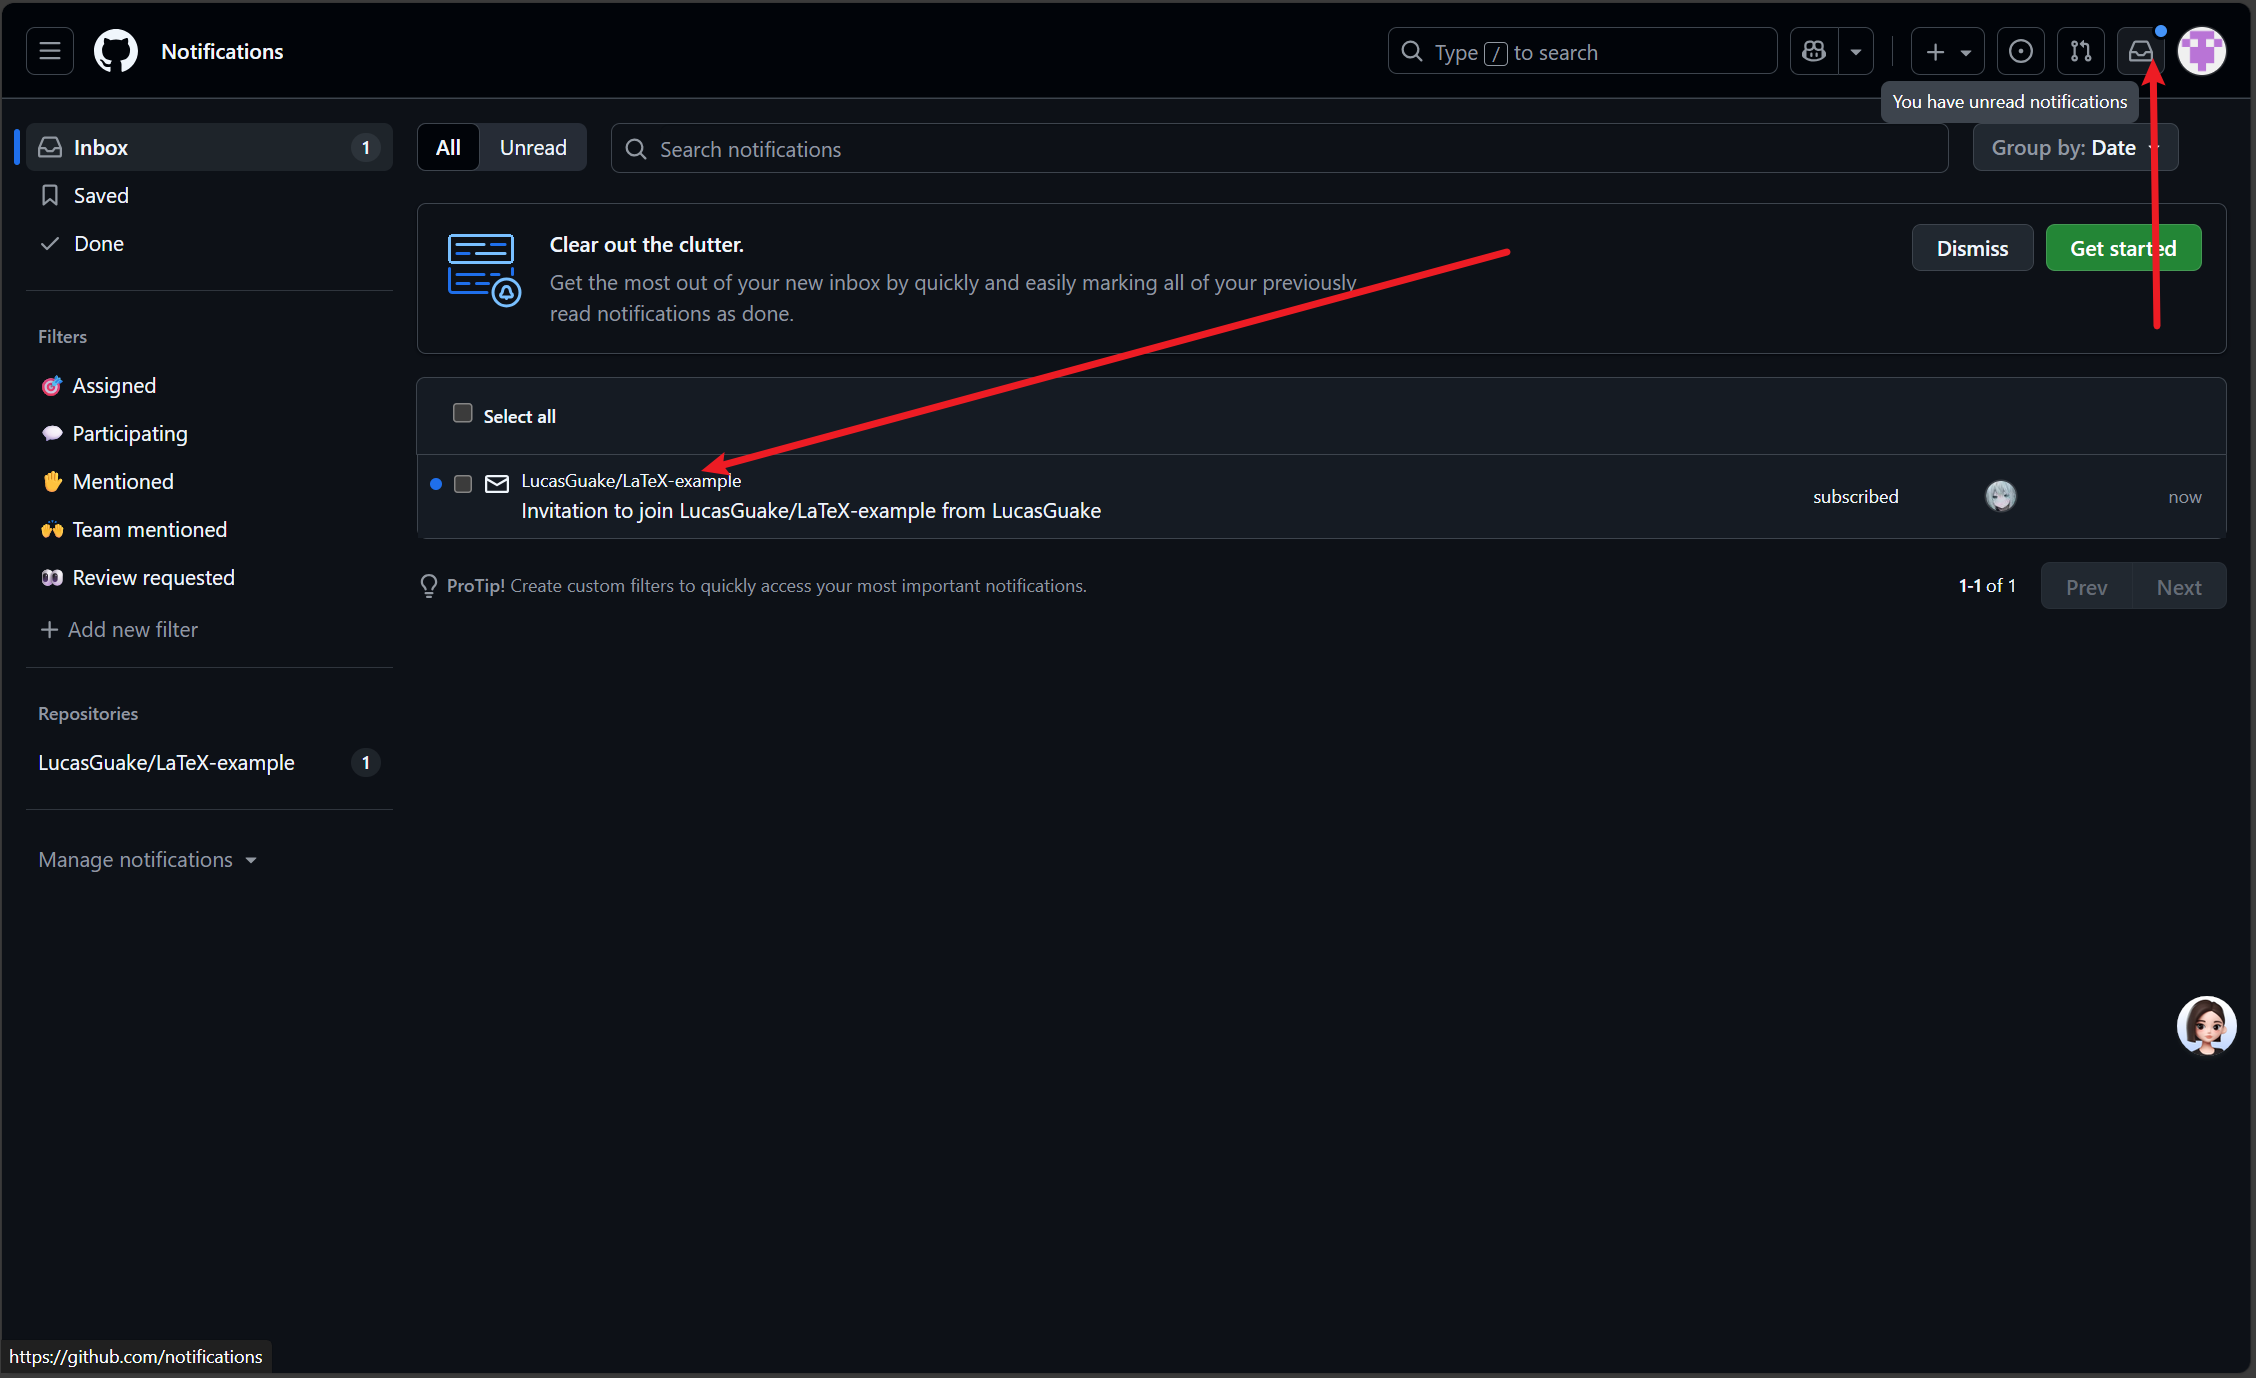 Notifications
Type / to search
You have unread notifications
Inbox 1
All Unread
Search notifications
Group by: Date
Saved
Done
Clear out the clutter.
Get the most out of your new inbox by quickly and easily marking all of your previously
read notifications as done.
Dismiss
Get started
Filters
Assigned
Participating
Mentioned
Team mentioned
Review requested
Add new filter
Select all
LucasGuake/LaTeX-example
Invitation to join LucasGuake/LaTeX-example from LucasGuake
subscribed
now
ProTip! Create custom filters to quickly access your most important notifications.
1-1 of 1
Prev Next
Repositories
LucasGuake/LaTeX-example 1
Manage notifications
https://github.com/notifications